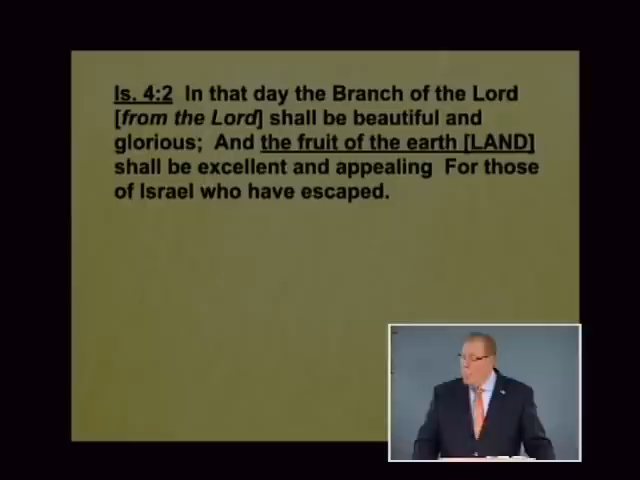 Is. 4:2 In that day the Branch of the Lord
[from the Lord] shall be beautiful and
glorious; And the fruit of the earth [LAND]
shall be excellent and appealing For those
of Israel who have escaped.